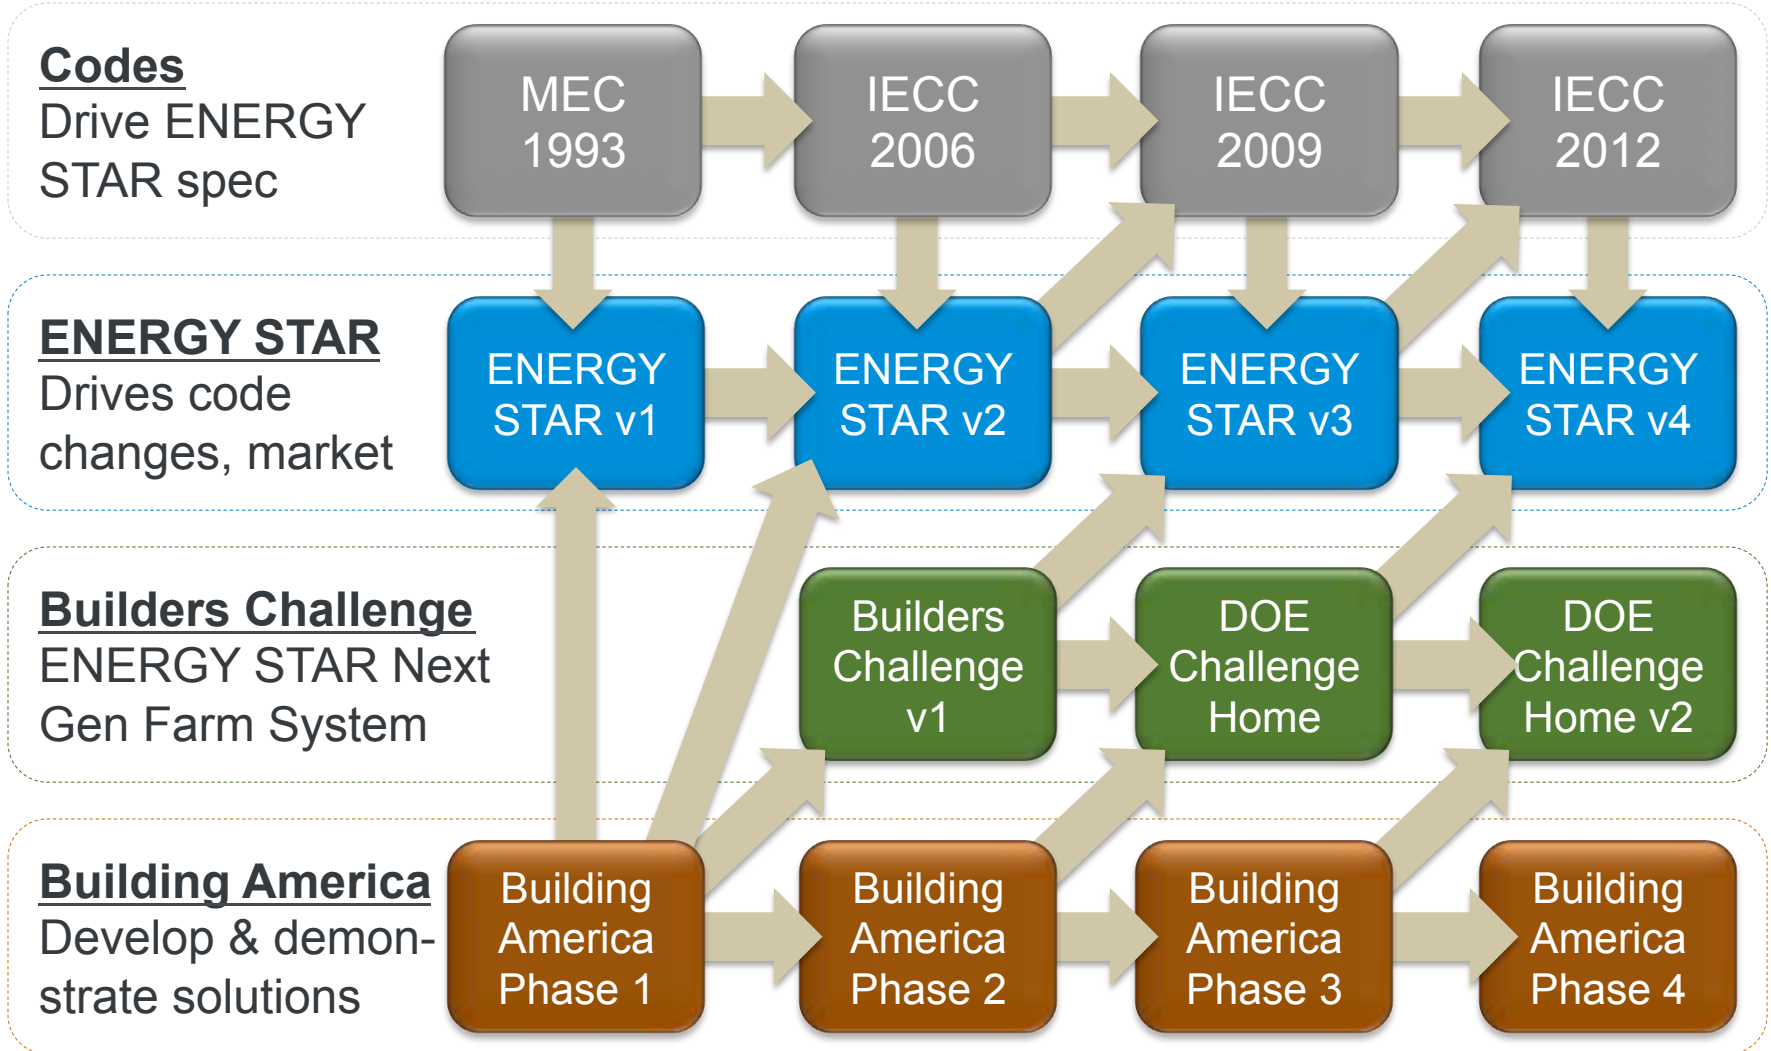 Codes
Drive ENERGY
STAR spec
MEC
1993
IECC
2006
IECC
2009
IECC
2012
ENERGY STAR
Drives code
changes, market
ENERGY
STAR v1
ENERGY
STAR v2
ENERGY
STAR v3
ENERGY
STAR v4
Builders Challenge
ENERGY STAR Next
Gen Farm System
Builders
Challenge
v1
DOE
Challenge
Home
DOE
Challenge
Home v2
Building America
Develop & demon-
strate solutions
Building
America
Phase 1
Building
America
Phase 2
Building
America
Phase 3
Building
America
Phase 4